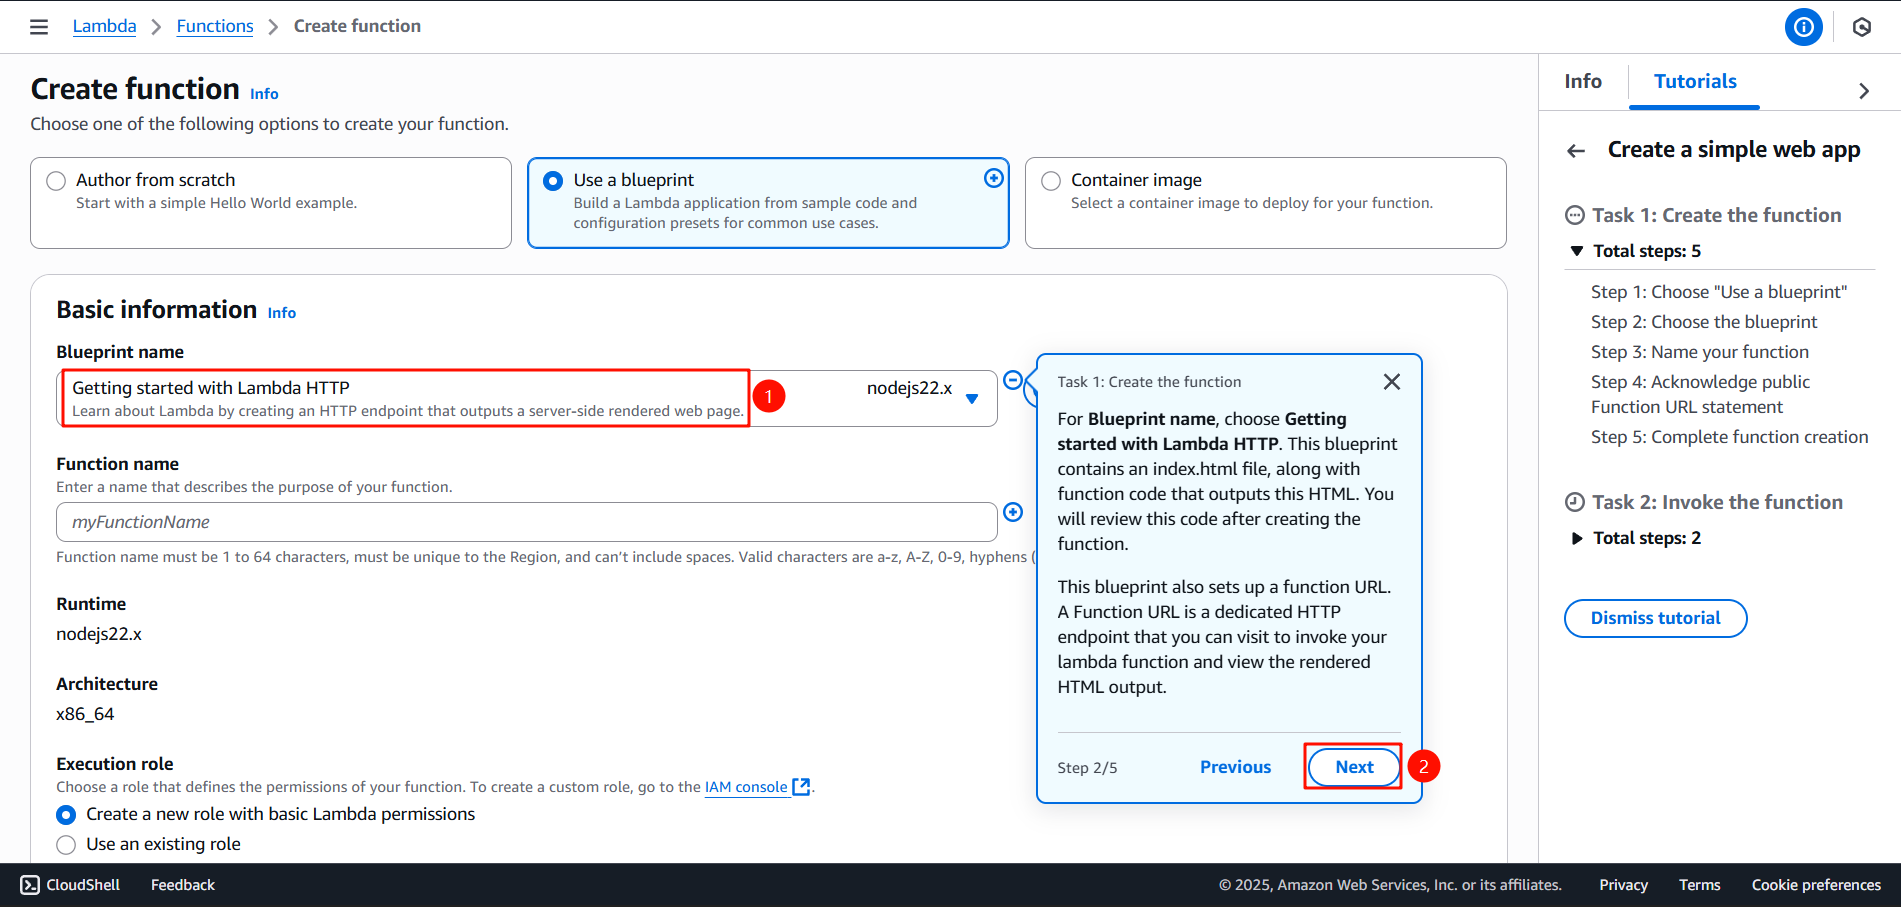 Lambda > Functions > Create function
Create function Info
Choose one of the following options to create your function.
Author from scratch
Start with a simple Hello World example.
Use a blueprint
Build a Lambda application from sample code and
configuration presets for common use cases.
Container image
Select a container image to deploy for your function.
Basic information Info
Blueprint name
Getting started with Lambda HTTP
Learn about Lambda by creating an HTTP endpoint that outputs a server-side rendered web page.
nodejs22.x
1
Function name
Enter a name that describes the purpose of your function.
myFunctionName
Function name must be 1 to 64 characters, must be unique to the Region, and can't include spaces. Valid characters are a-z, A-Z, 0-9, hyphens (
Runtime
nodejs22.x
Architecture
x86_64
Execution role
Choose a role that defines the permissions of your function. To create a custom role, go to the IAM console.
Create a new role with basic Lambda permissions
Use an existing role
Task 1: Create the function
For Blueprint name, choose Getting
started with Lambda HTTP. This blueprint
contains an index.html file, along with
function code that outputs this HTML. You
will review this code after creating the
function.
This blueprint also sets up a function URL.
A Function URL is a dedicated HTTP
endpoint that you can visit to invoke your
lambda function and view the rendered
HTML output.
Step 2/5
Previous
Next
2
Info
Tutorials
Create a simple web app
Task 1: Create the function
Total steps: 5
Step 1: Choose "Use a blueprint"
Step 2: Choose the blueprint
Step 3: Name your function
Step 4: Acknowledge public
Function URL statement
Step 5: Complete function creation
Task 2: Invoke the function
Total steps: 2
Dismiss tutorial
CloudShell
Feedback
© 2025, Amazon Web Services, Inc. or its affiliates.
Privacy
Terms
Cookie preferences